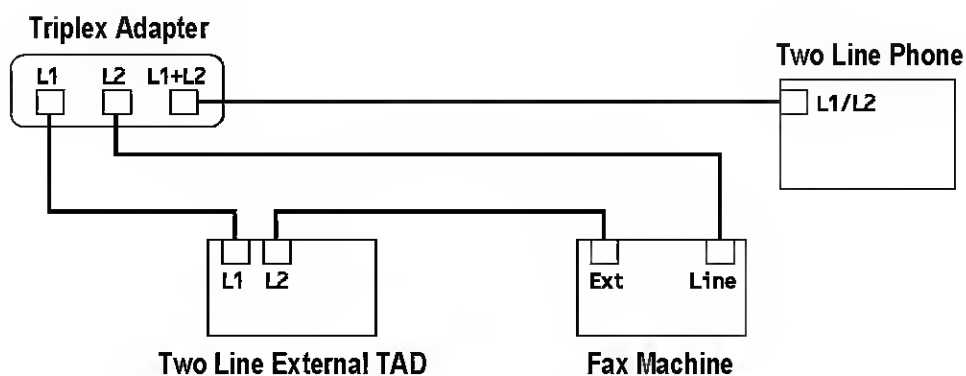 Triplex Adapter
L1 L2 L1+L2
Two Line Phone
L1/L2
L1 L2
Ext Line
Two Line External TAD
Fax Machine